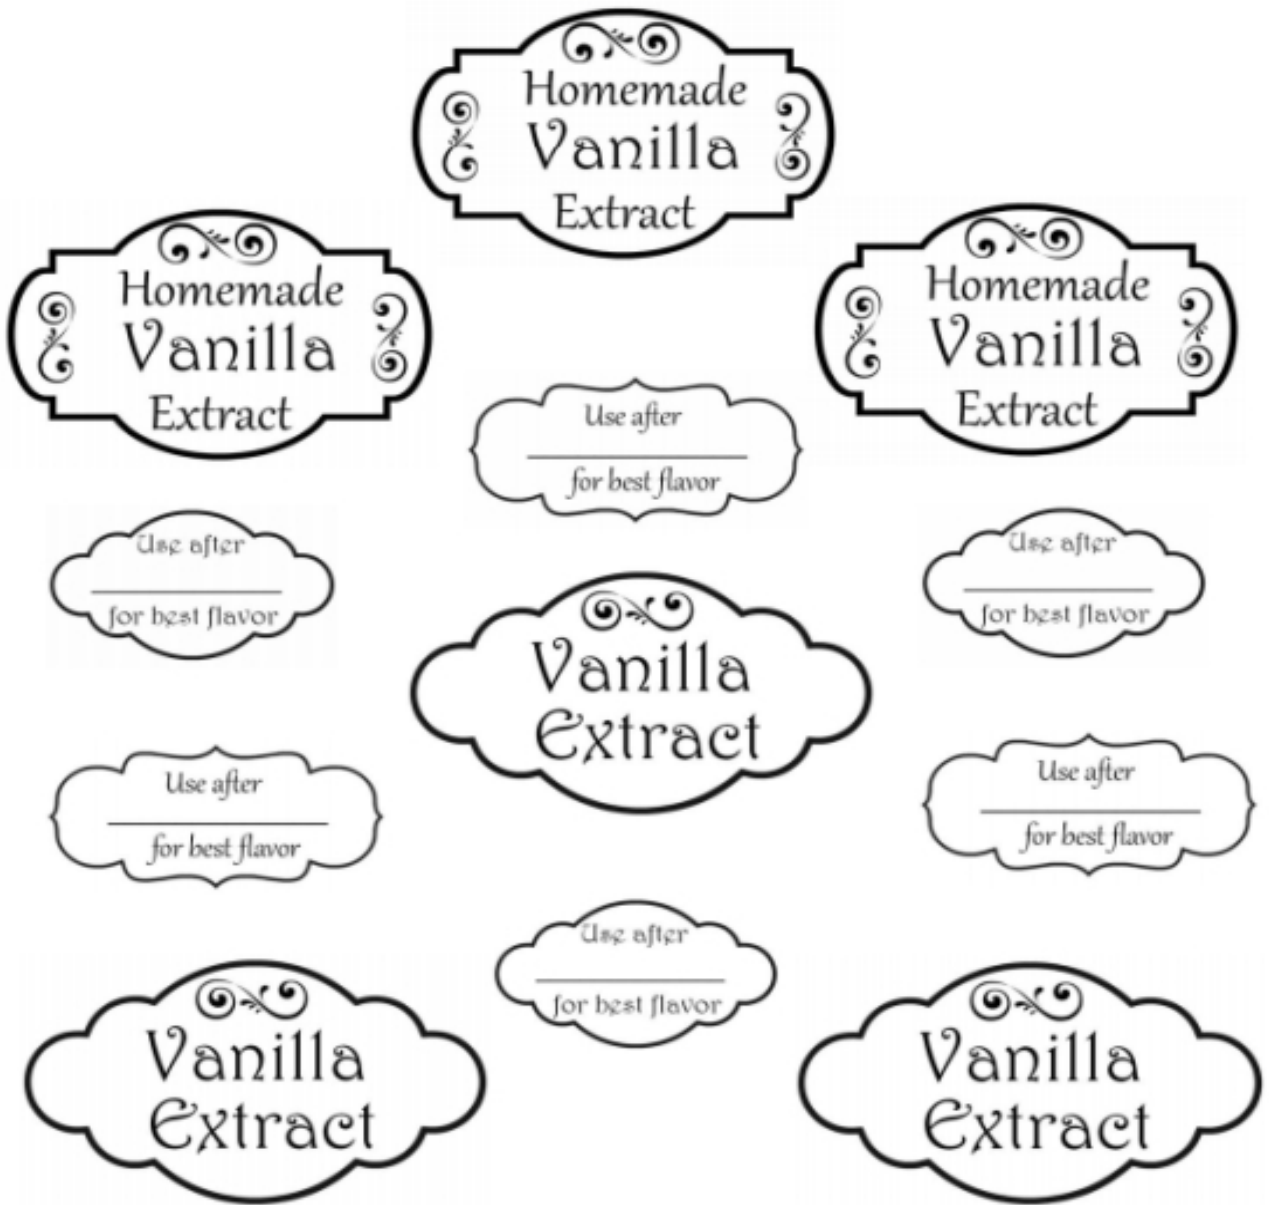 Homemade
Vanilla
Extract
Homemade
Vanilla
Extract
Homemade
Vanilla
Extract
Use after
for best flavor
Use after
for best flavor
Use after
for best flavor
Vanilla
Extract
Use after
for best flavor
Use after
for best flavor
Use after
for best flavor
Vanilla
Extract
Vanilla
Extract